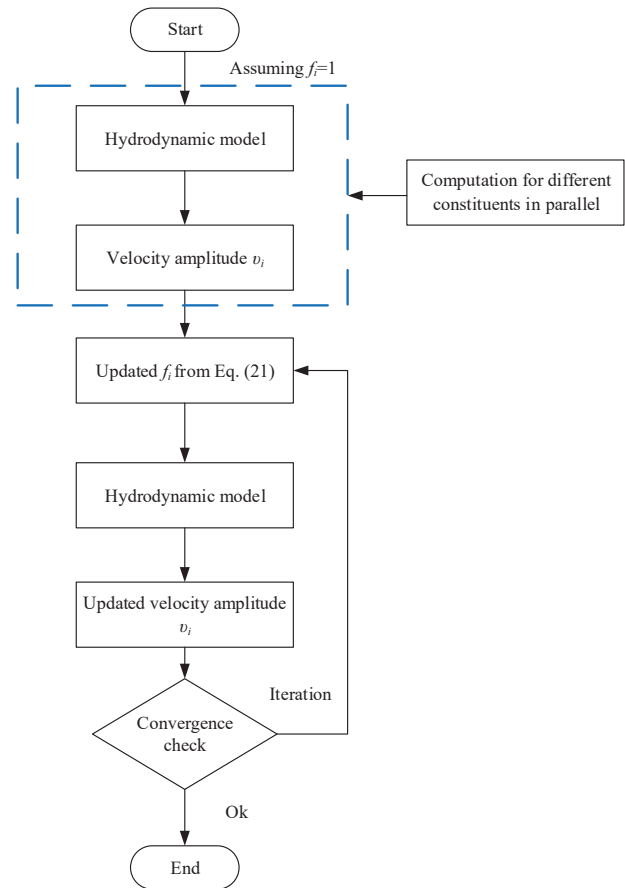 Start
Assuming fᵢ=1
Hydrodynamic model
Computation for different
constituents in parallel
Velocity amplitude υᵢ
Updated fᵢ from Eq. (21)
Hydrodynamic model
Updated velocity amplitude
υᵢ
Iteration
Convergence
check
Ok
End